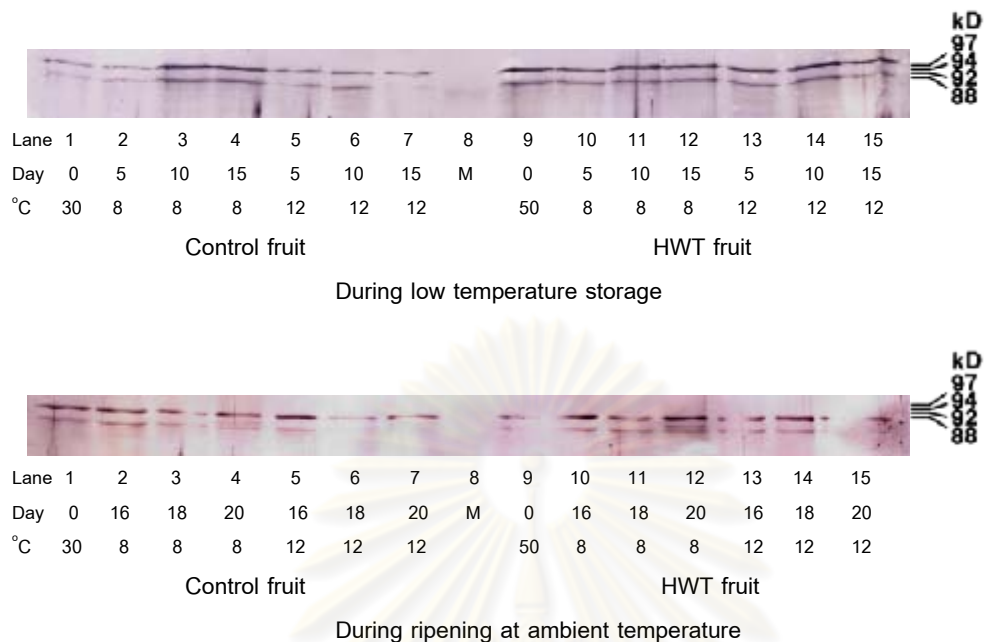 kD
97
94
92
88
Lane 1 2 3 4 5 6 7 8 9 10 11 12 13 14 15
Day 0 5 10 15 5 10 15 M 0 5 10 15 5 10 15
°C 30 8 8 8 12 12 12 50 8 8 8 12 12 12
Control fruit HWT fruit
During low temperature storage
kD
97
94
92
88
Lane 1 2 3 4 5 6 7 8 9 10 11 12 13 14 15
Day 0 16 18 20 16 18 20 M 0 16 18 20 16 18 20
°C 30 8 8 8 12 12 12 50 8 8 8 12 12 12
Control fruit HWT fruit
During ripening at ambient temperature